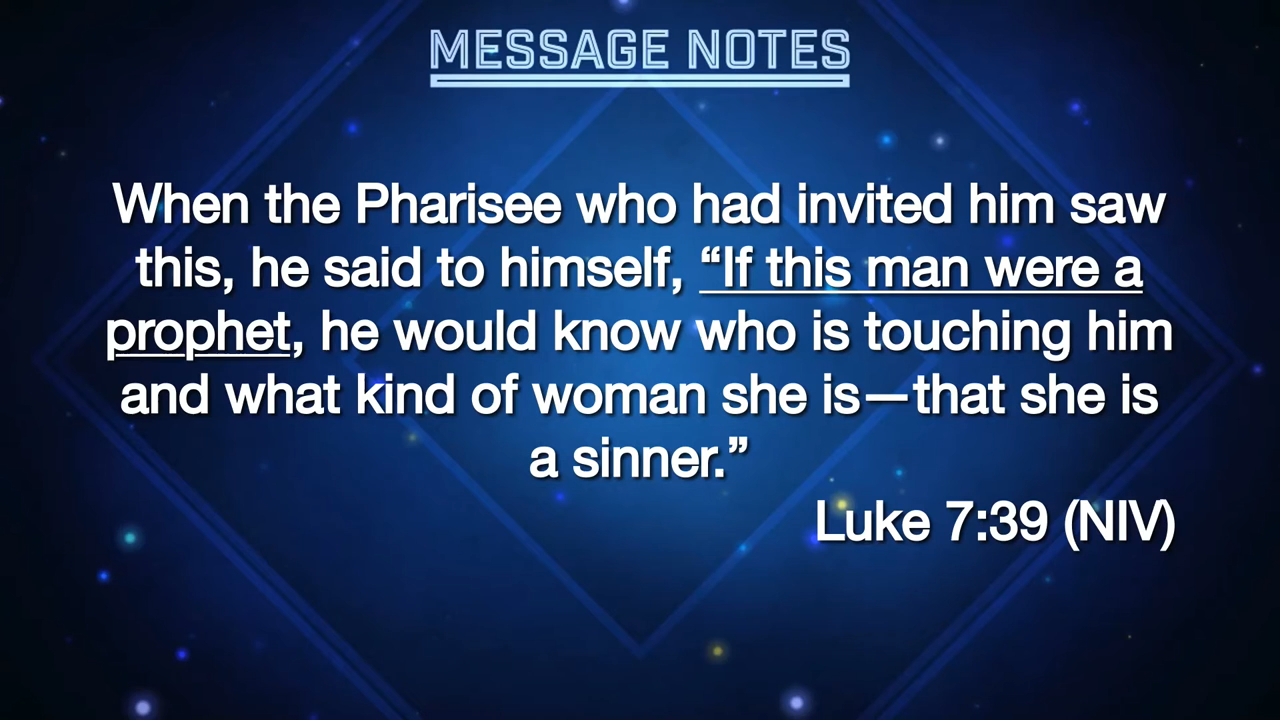 MESSAGE NOTES
When the Pharisee who had invited him saw
this, he said to himself, “If this man were a
prophet, he would know who is touching him
and what kind of woman she is—that she is
a sinner.”
Luke 7:39 (NIV)